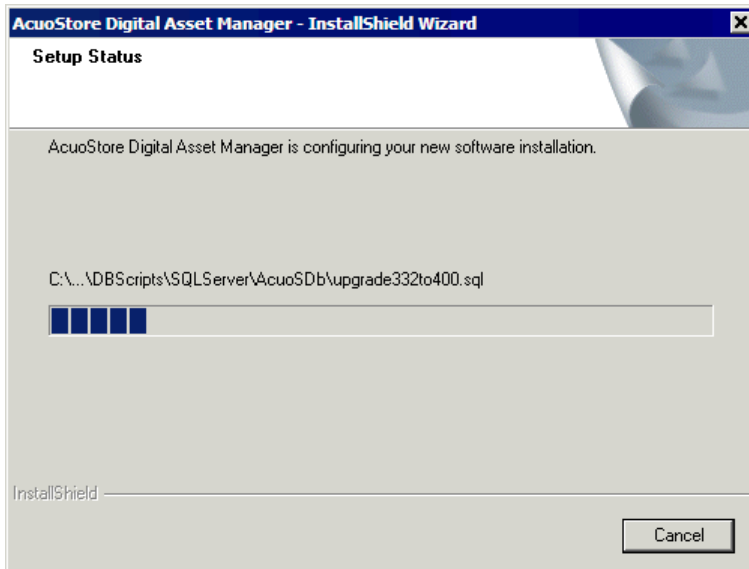 AcuoStore Digital Asset Manager - InstallShield Wizard
Setup Status
AcuoStore Digital Asset Manager is configuring your new software installation.
C:\...\DBScripts\SQLServer\AcuoSDb\upgrade332to400.sql
InstallShield
Cancel